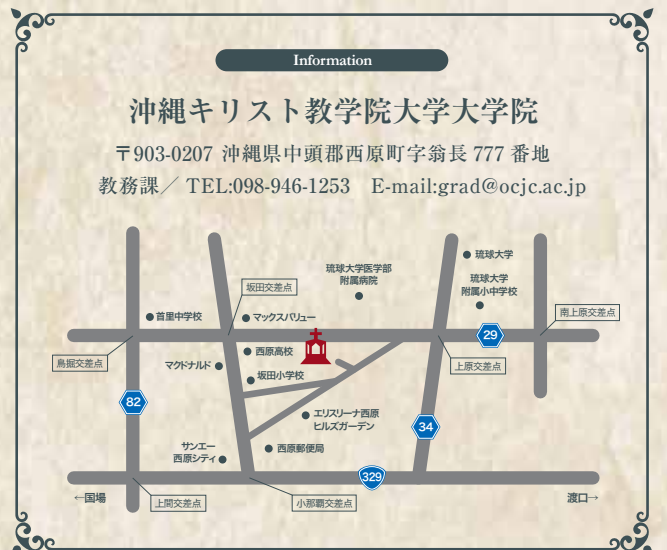 Information
沖縄キリスト教学院大学大学院
〒903-0207 沖縄県中頭郡西原町字翁長 777 番地
教務課／ TEL:098-946-1253 E-mail:grad@ocjc.ac.jp
琉球大学
琉球大学医学部
附属病院
琉球大学
附属小中学校
坂田交差点
首里中学校
マックスバリュー
南上原交差点
29
鳥掘交差点
マクドナルド
西原高校
坂田小学校
上原交差点
82
エリスリーナ西原
ヒルズガーデン
34
サンエー
西原シティ
西原郵便局
329
←国場
上間交差点
小那覇交差点
渡口→